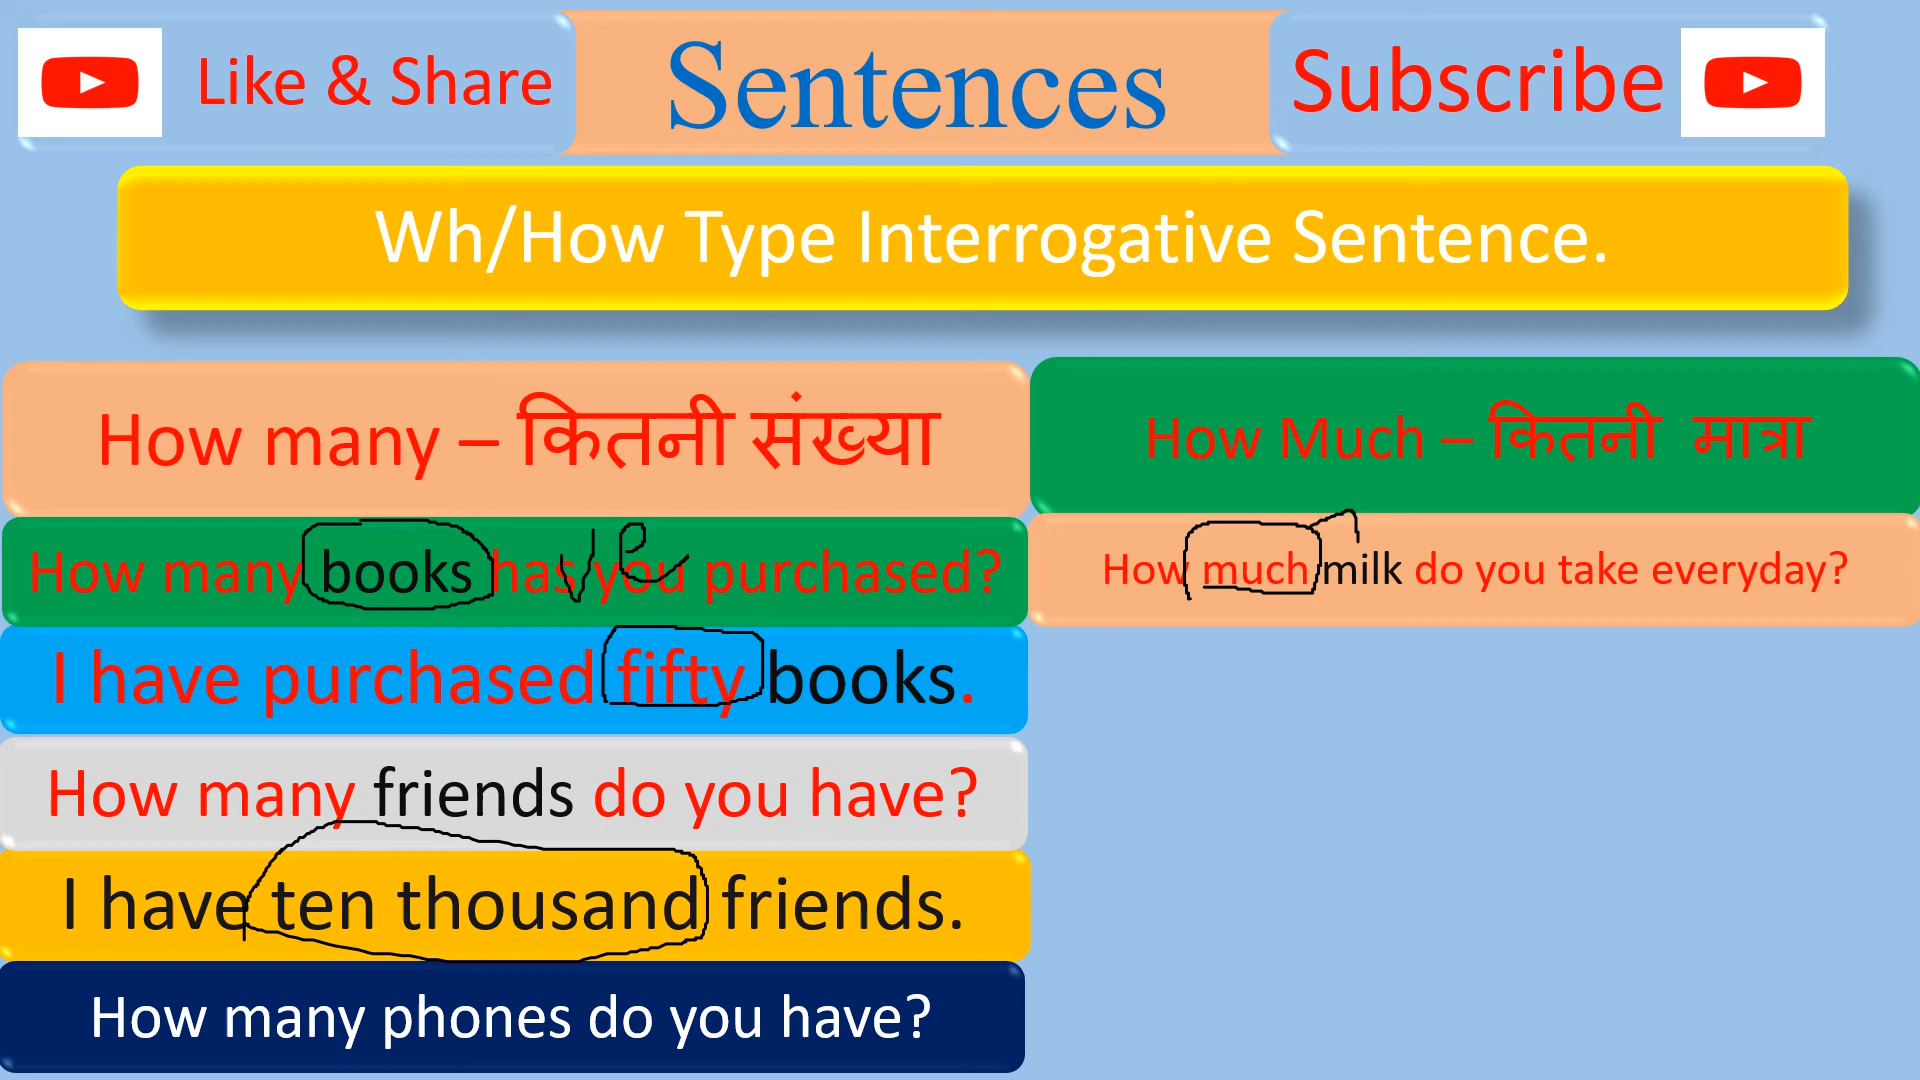 Like & Share
Sentences
Subscribe
Wh/How Type Interrogative Sentence.
How many – कितनी संख्या
How Much – कितनी मात्रा
How many books has you purchased?
ve
How much milk do you take everyday?
I have purchased fifty books.
How many friends do you have?
I have ten thousand friends.
How many phones do you have?